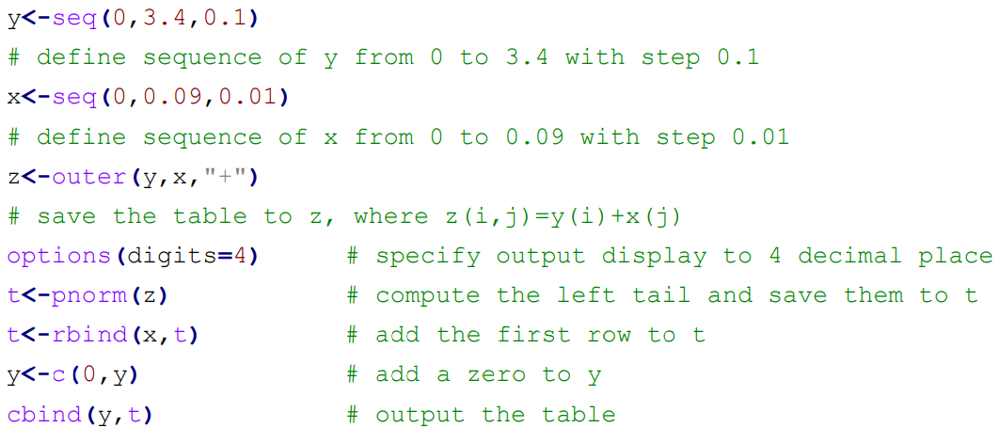 y<-seq(0,3.4,0.1)
# define sequence of y from 0 to 3.4 with step 0.1
x<-seq(0,0.09,0.01)
# define sequence of x from 0 to 0.09 with step 0.01
z<-outer(y,x,"+")
# save the table to z, where z(i,j)=y(i)+x(j)
options(digits=4)      # specify output display to 4 decimal place
t<-pnorm(z)            # compute the left tail and save them to t
t<-rbind(x,t)          # add the first row to t
y<-c(0,y)              # add a zero to y
cbind(y,t)             # output the table